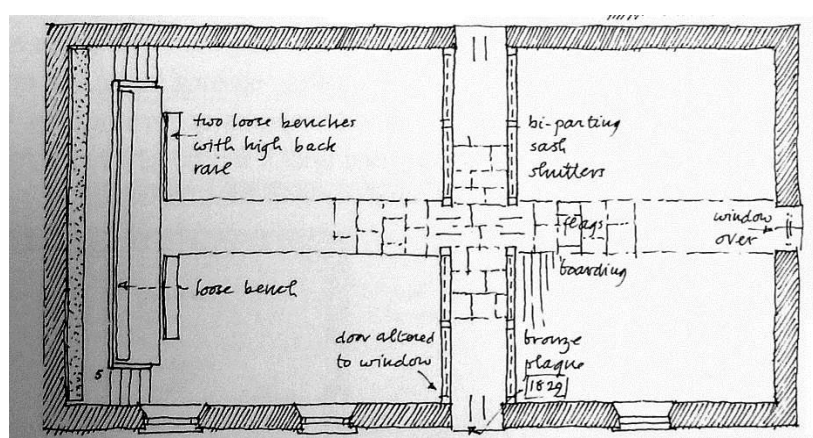 two loose benches
with high back
rail
bi-parting
sash
shutters
flags
window
over
boarding
loose bench
door altered
to window
bronze
plaque
1829
5